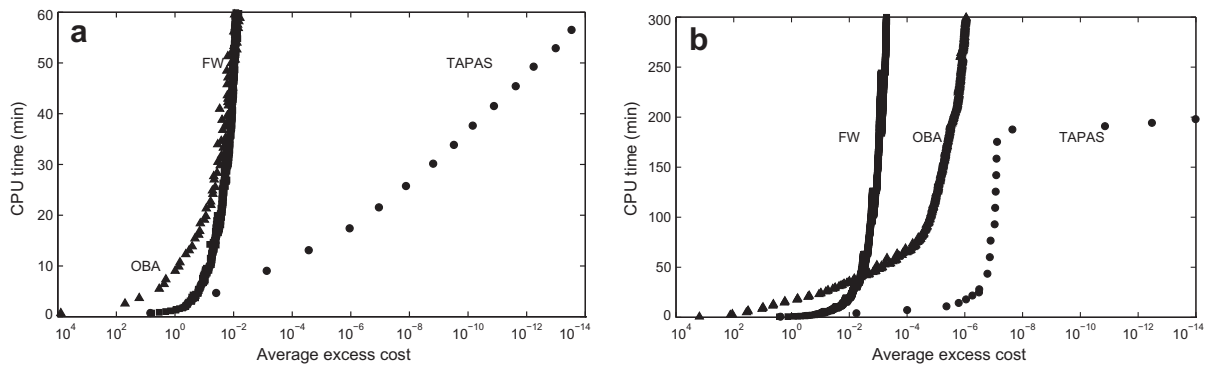 a
CPU time (min)
60
50
40
30
20
10
0
FW
TAPAS
OBA
10^4
10^2
10^0
10^-2
10^-4
10^-6
10^-8
10^-10
10^-12
10^-14
Average excess cost
b
CPU time (min)
300
250
200
150
100
50
0
FW
OBA
TAPAS
10^4
10^2
10^0
10^-2
10^-4
10^-6
10^-8
10^-10
10^-12
10^-14
Average excess cost